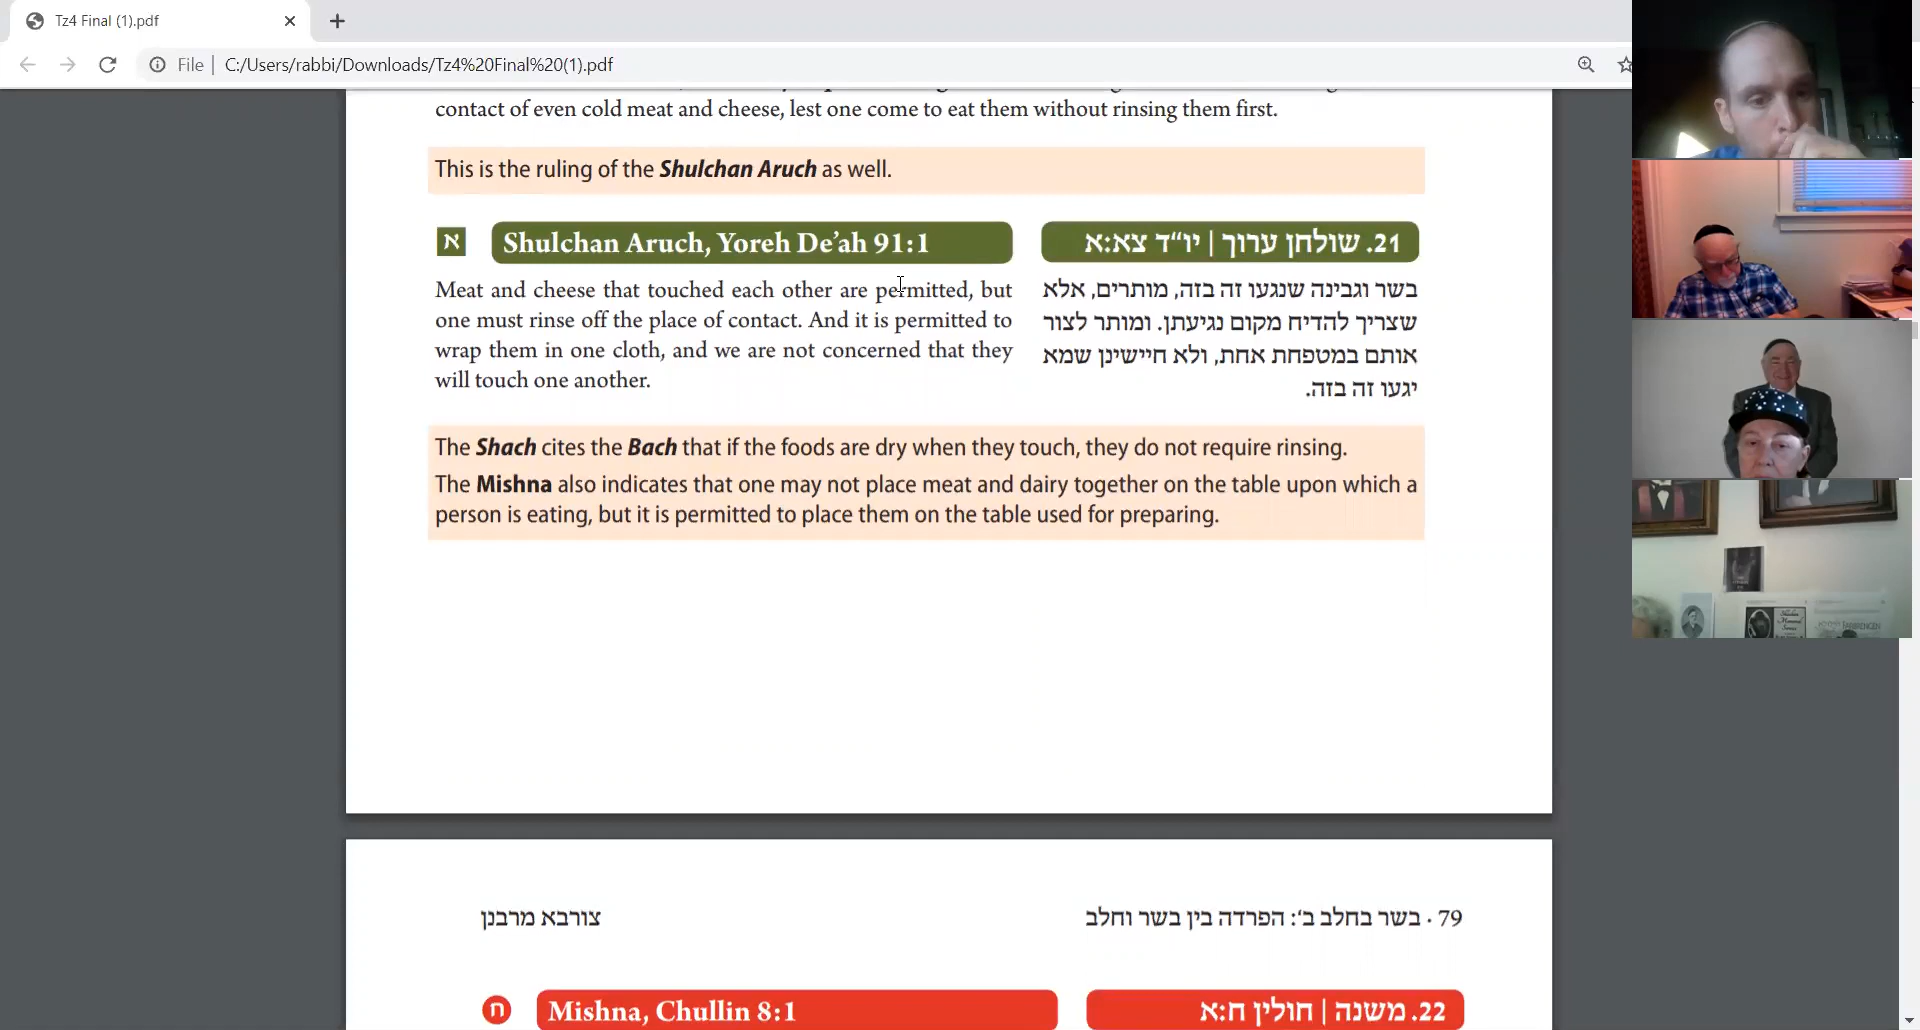 Tz4 Final (1).pdf
File
C:/Users/rabbi/Downloads/Tz4%20Final%20(1).pdf
contact of even cold meat and cheese, lest one come to eat them without rinsing them first.
This is the ruling of the Shulchan Aruch as well.
א
Shulchan Aruch, Yoreh De’ah 91:1
Meat and cheese that touched each other are permitted, but
one must rinse off the place of contact. And it is permitted to
wrap them in one cloth, and we are not concerned that they
will touch one another.
21. שולחן ערוך | יו“ד צא:א
בשר וגבינה שנגעו זה בזה, מותרים, אלא
שצריך להדיח מקום נגיעתן. ומותר לצור
אותם במטפחת אחת, ולא חיישינן שמא
יגעו זה בזה.
The Shach cites the Bach that if the foods are dry when they touch, they do not require rinsing.
The Mishna also indicates that one may not place meat and dairy together on the table upon which a
person is eating, but it is permitted to place them on the table used for preparing.
79 · בשר בחלב ב‘: הפרדה בין בשר וחלב
צורבא מרבנן
ח
Mishna, Chullin 8:1
22. משנה | חולין ח:א